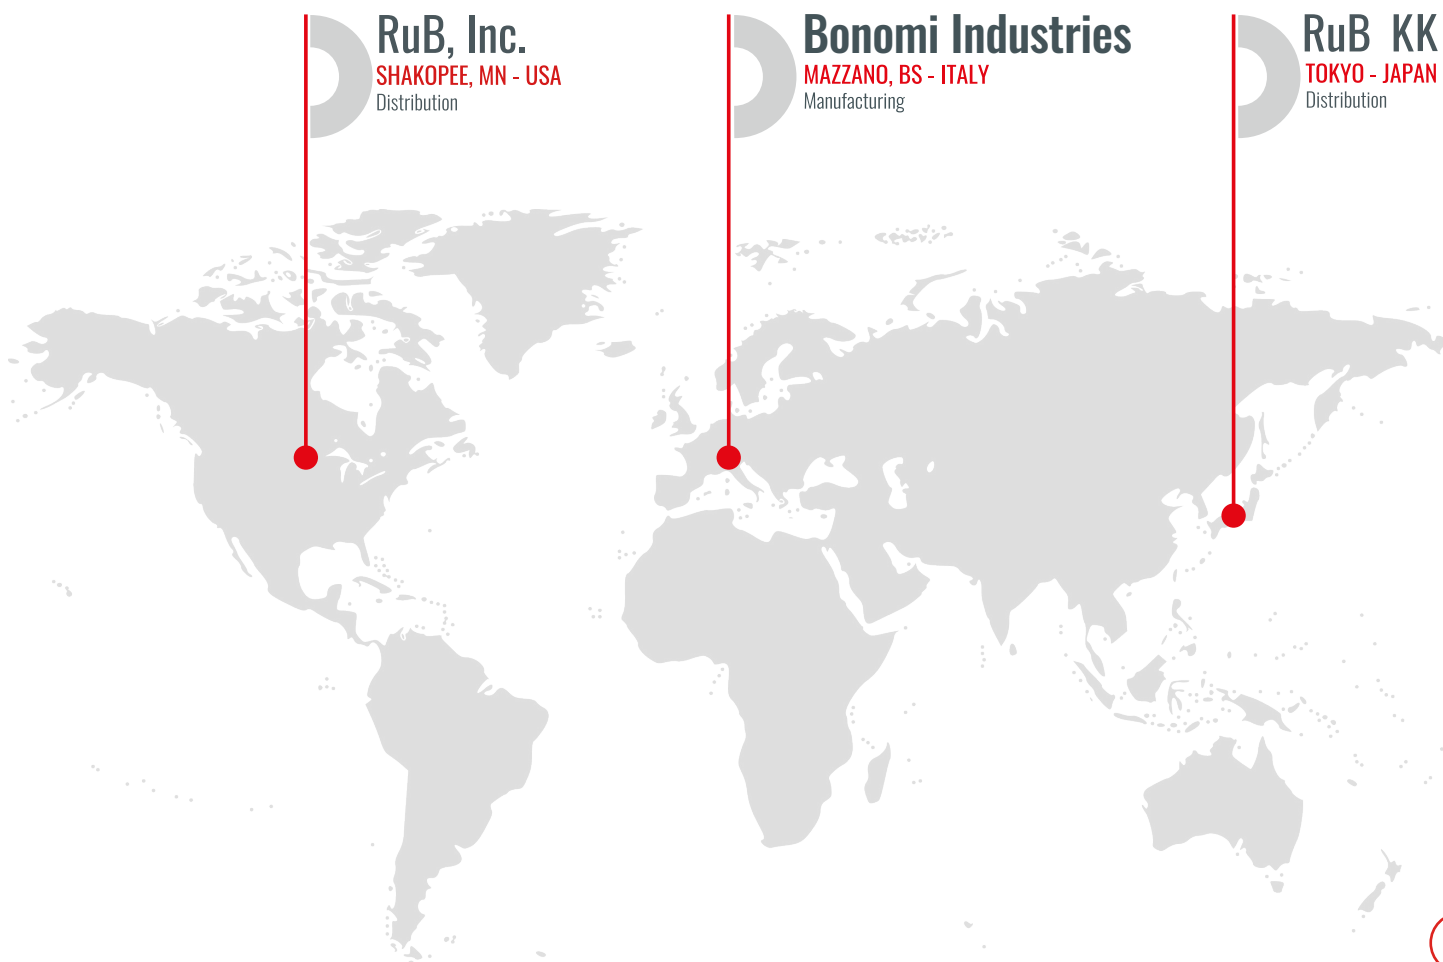 RuB, Inc.
SHAKOPEE, MN - USA
Distribution
Bonomi Industries
MAZZANO, BS - ITALY
Manufacturing
RuB KK
TOKYO - JAPAN
Distribution